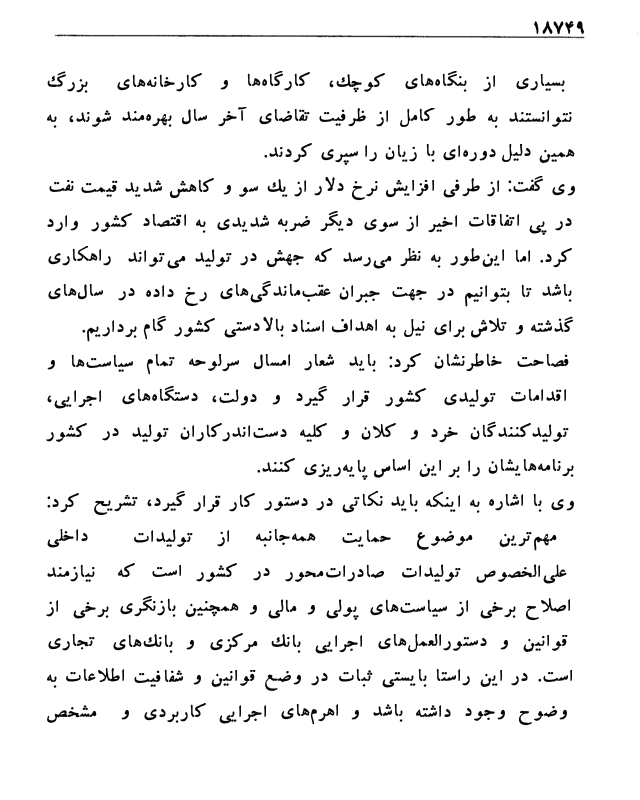 ۱۸۷۴۹
بسیاری از بنگاه‌های کوچك، کارگاه‌ها و کارخانه‌های بزرگ
نتوانستند به طور کامل از ظرفیت تقاضای آخر سال بهره‌مند شوند، به
همین دلیل دوره‌ای با زیان را سپری کردند.
وی گفت: از طرفی افزایش نرخ دلار از یك سو و کاهش شدید قیمت نفت
در پی اتفاقات اخیر از سوی دیگر ضربه شدیدی به اقتصاد کشور وارد
کرد. اما این‌طور به نظر می‌رسد که جهش در تولید می‌تواند راهکاری
باشد تا بتوانیم در جهت جبران عقب‌ماندگی‌های رخ داده در سال‌های
گذشته و تلاش برای نیل به اهداف اسناد بالادستی کشور گام برداریم.
فصاحت خاطرنشان کرد: باید شعار امسال سرلوحه تمام سیاست‌ها و
اقدامات تولیدی کشور قرار گیرد و دولت، دستگاه‌های اجرایی،
تولیدکنندگان خرد و کلان و کلیه دست‌اندرکاران تولید در کشور
برنامه‌هایشان را بر این اساس پایه‌ریزی کنند.
وی با اشاره به اینکه باید نکاتی در دستور کار قرار گیرد، تشریح کرد:
مهم‌ترین موضوع حمایت همه‌جانبه از تولیدات داخلی
علی‌الخصوص تولیدات صادرات‌محور در کشور است که نیازمند
اصلاح برخی از سیاست‌های پولی و مالی و همچنین بازنگری برخی از
قوانین و دستورالعمل‌های اجرایی بانك مرکزی و بانك‌های تجاری
است. در این راستا بایستی ثبات در وضع قوانین و شفافیت اطلاعات به
وضوح وجود داشته باشد و اهرم‌های اجرایی کاربردی و مشخص